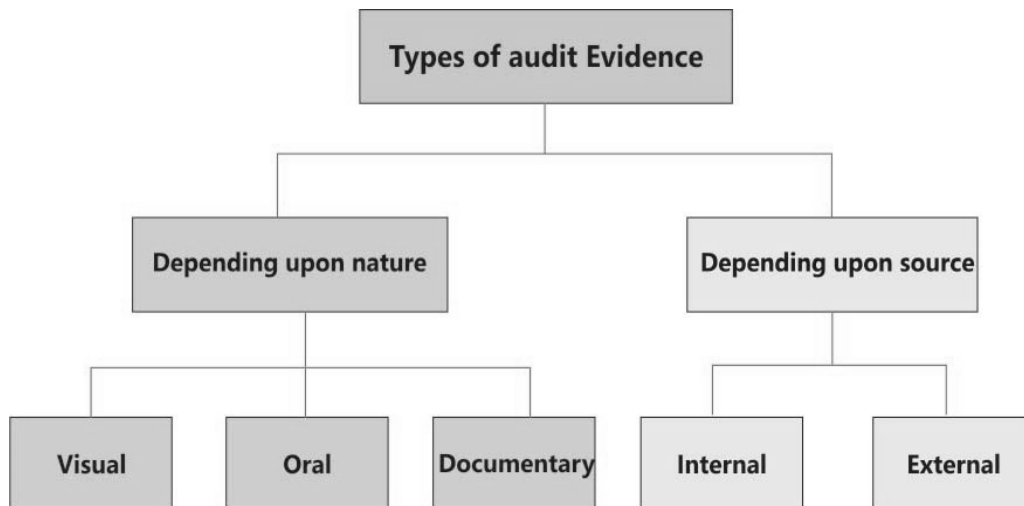 Types of audit Evidence
Depending upon nature
Depending upon source
Visual
Oral
Documentary
Internal
External